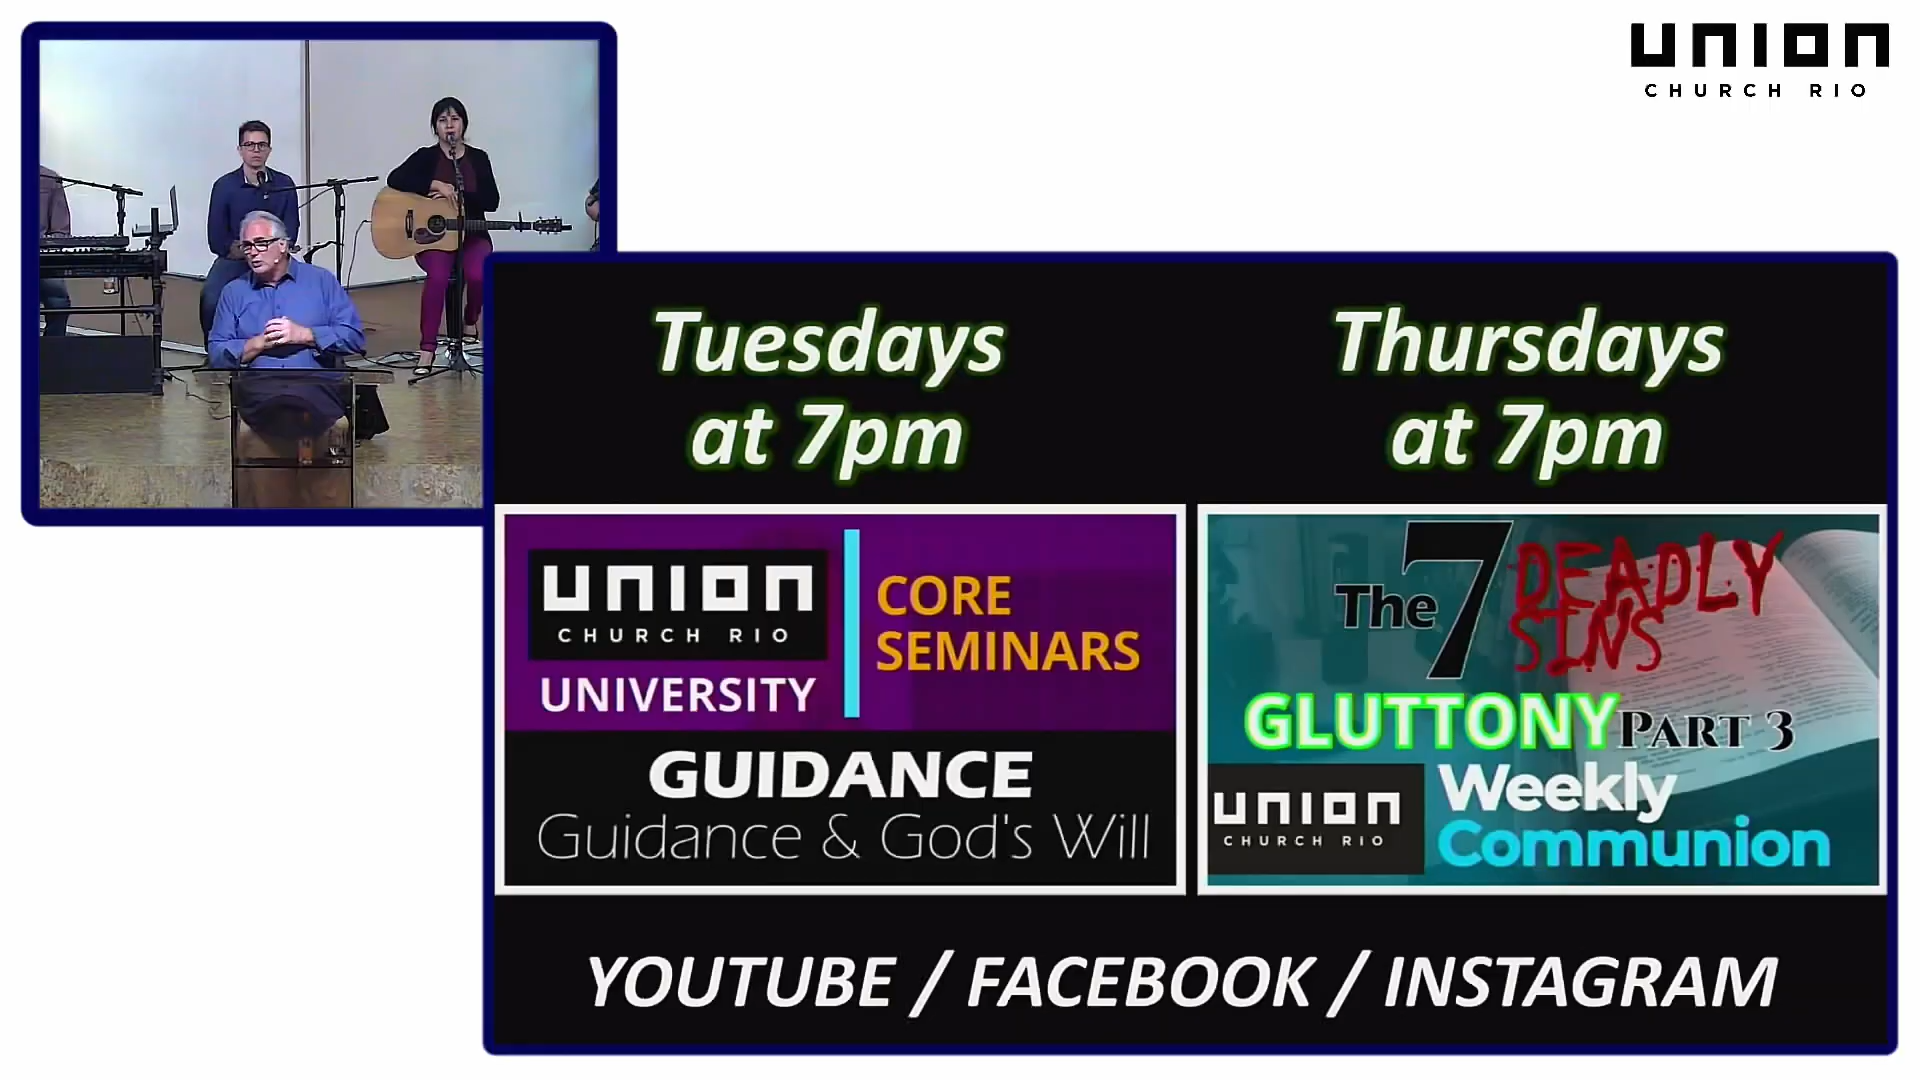 UNION
CHURCH RIO
Tuesdays
at 7pm
Thursdays
at 7pm
UNION
CHURCH RIO
UNIVERSITY
CORE
SEMINARS
GUIDANCE
Guidance & God's Will
The 7 DEADLY
SINS
GLUTTONY PART 3
UNION
CHURCH RIO
Weekly
Communion
YOUTUBE / FACEBOOK / INSTAGRAM